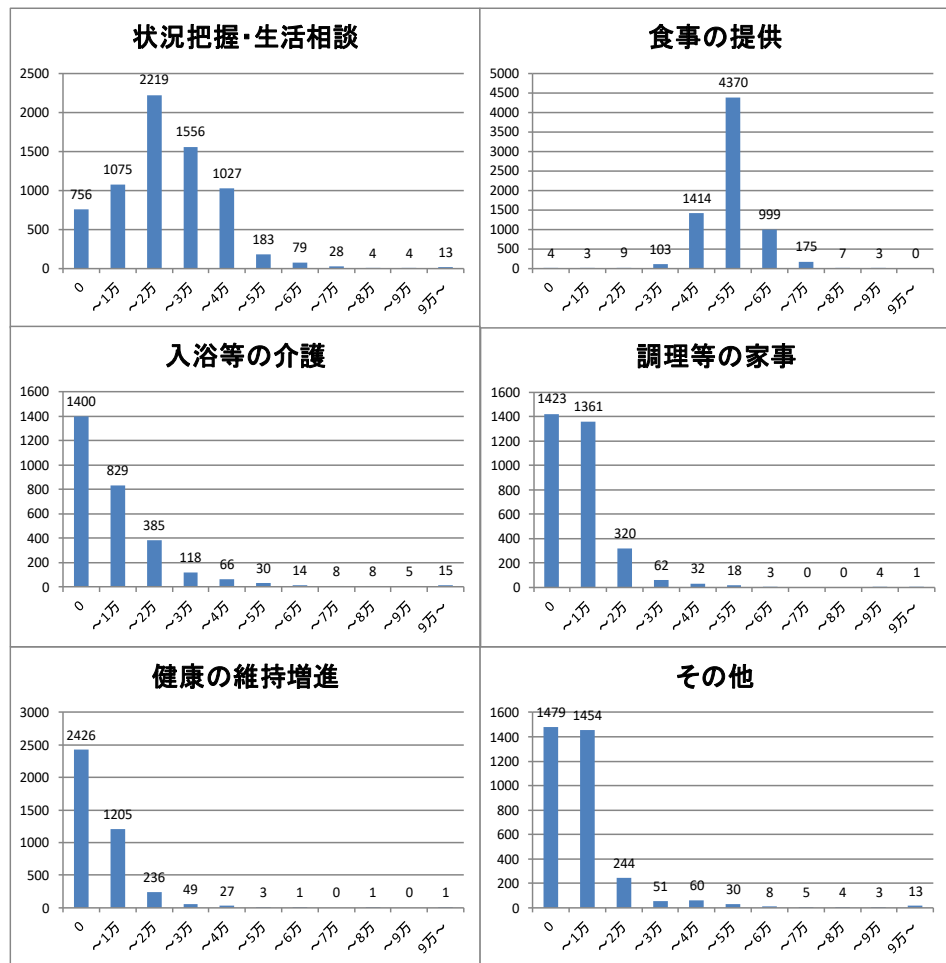 状況把握・生活相談
2500
2000
1500
1000
500
0
756
1075
2219
1556
1027
183
79
28
4
4
13
0
～1万
～2万
～3万
～4万
～5万
～6万
～7万
～8万
～9万
9万～
食事の提供
5000
4500
4000
3500
3000
2500
2000
1500
1000
500
0
4
3
9
103
1414
4370
999
175
7
3
0
0
～1万
～2万
～3万
～4万
～5万
～6万
～7万
～8万
～9万
9万～
入浴等の介護
1600
1400
1200
1000
800
600
400
200
0
1400
829
385
118
66
30
14
8
8
5
15
0
～1万
～2万
～3万
～4万
～5万
～6万
～7万
～8万
～9万
9万～
調理等の家事
1600
1400
1200
1000
800
600
400
200
0
1423
1361
320
62
32
18
3
0
0
4
1
0
～1万
～2万
～3万
～4万
～5万
～6万
～7万
～8万
～9万
9万～
健康の維持増進
3000
2500
2000
1500
1000
500
0
2426
1205
236
49
27
3
1
0
1
0
1
0
～1万
～2万
～3万
～4万
～5万
～6万
～7万
～8万
～9万
9万～
その他
1600
1400
1200
1000
800
600
400
200
0
1479
1454
244
51
60
30
8
5
4
3
13
0
～1万
～2万
～3万
～4万
～5万
～6万
～7万
～8万
～9万
9万～